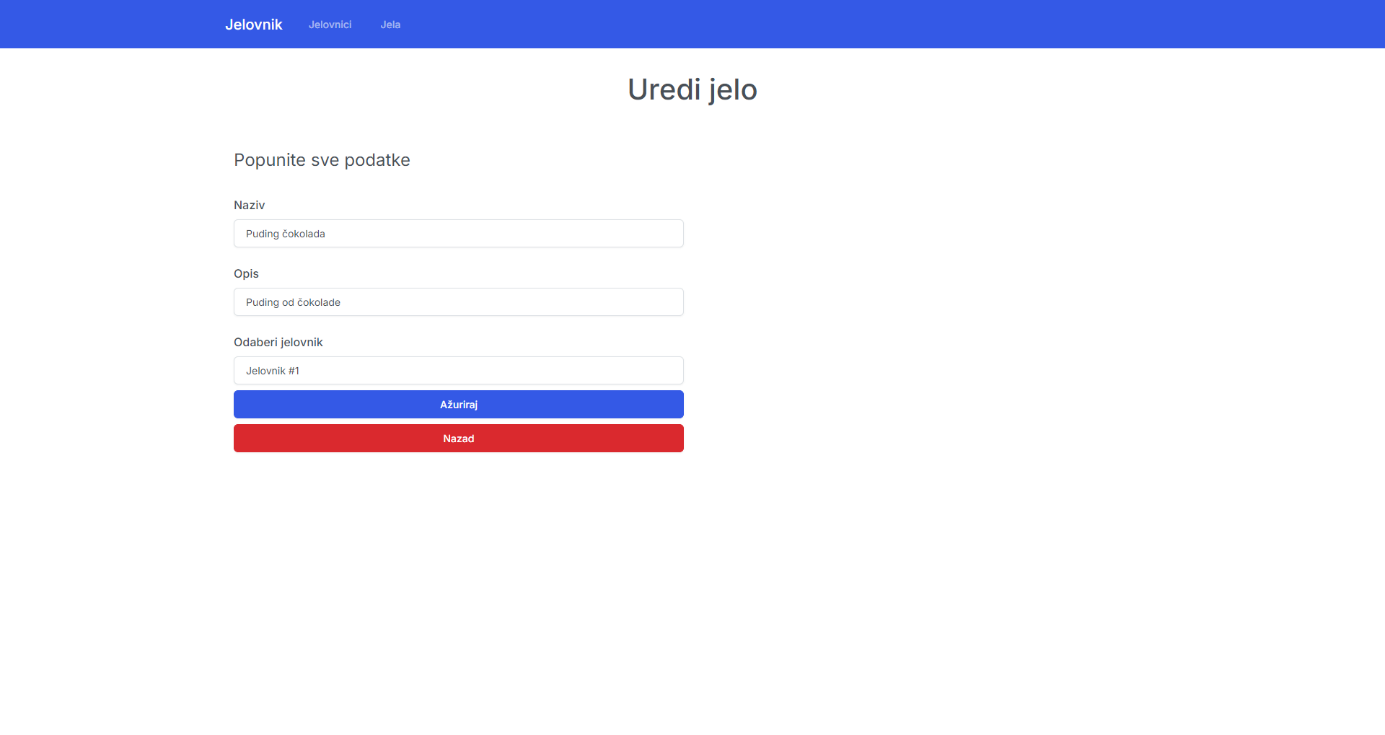 Jelovnik Jelovnici Jela
Uredi jelo
Popunite sve podatke
Naziv
Puding čokolada
Opis
Puding od čokolade
Odaberi jelovnik
Jelovnik #1
Ažuriraj
Nazad